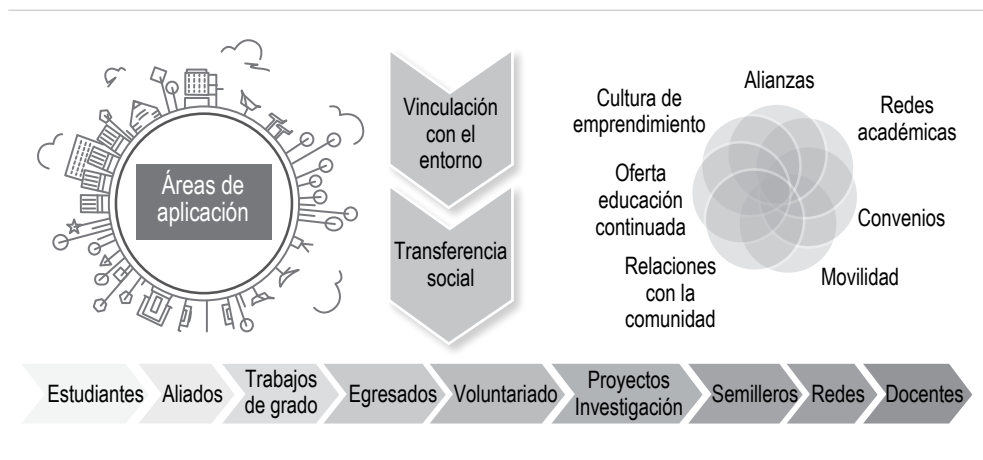 Áreas de
aplicación
Vinculación
con el
entorno
Transferencia
social
Alianzas
Redes
académicas
Convenios
Movilidad
Relaciones
con la
comunidad
Oferta
educación
continuada
Cultura de
emprendimiento
Estudiantes
Aliados
Trabajos
de grado
Egresados
Voluntariado
Proyectos
Investigación
Semilleros
Redes
Docentes